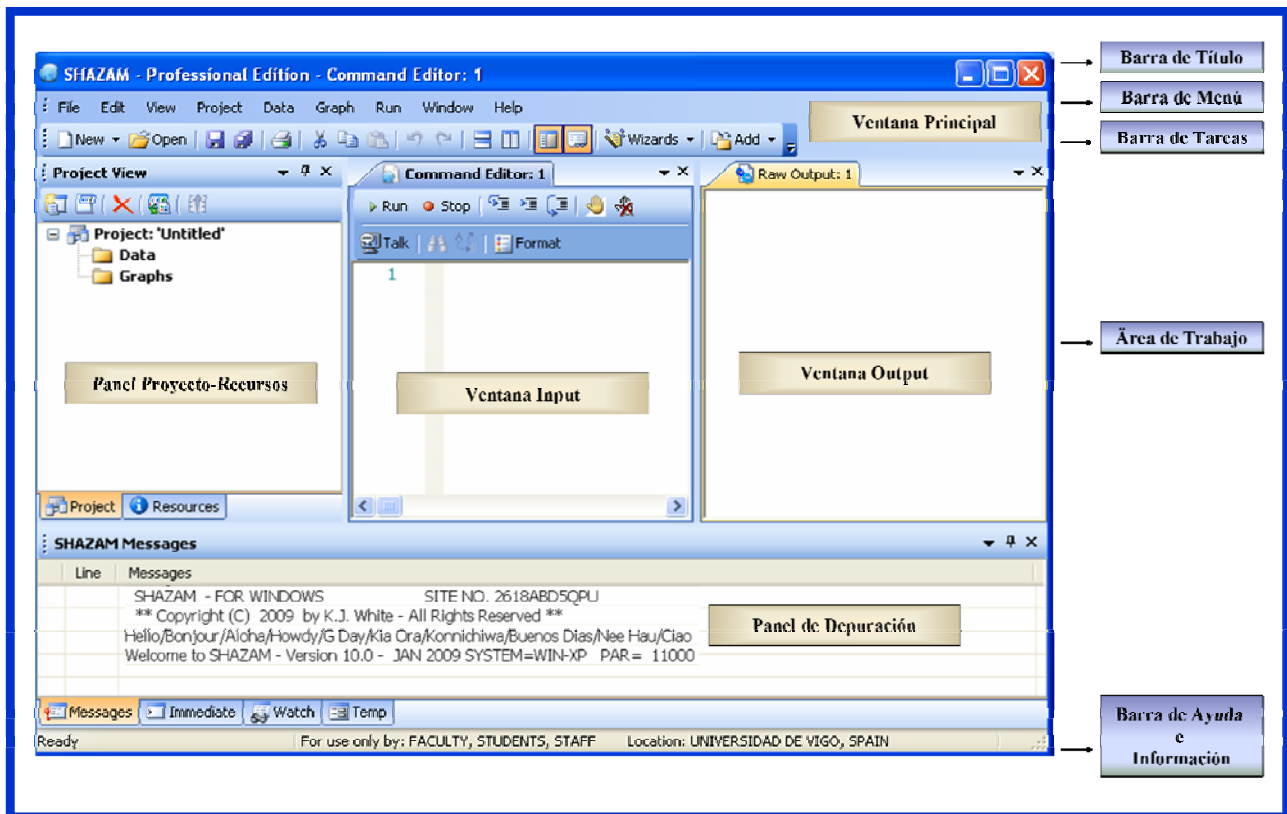 SHAZAM - Professional Edition - Command Editor: 1
Barra de Título
File Edit View Project Data Graph Run Window Help
Ventana Principal
Barra de Menú
New Open Wizards Add
Barra de Tareas
Project View
Command Editor: 1
Raw Output: 1
Run Stop
Talk Format
Project: 'Untitled'
Data
Graphs
1
Área de Trabajo
Panel Proyecto-Recursos
Ventana Input
Ventana Output
Project Resources
SHAZAM Messages
Line Messages
SHAZAM - FOR WINDOWS SITE NO. 2618ABD5QPU
** Copyright (C) 2009 by K.J. White - All Rights Reserved **
Hello/Bonjour/Aloha/Howdy/G Day/Kia Ora/Konnichiwa/Buenos Dias/Nee Hau/Ciao
Welcome to SHAZAM - Version 10.0 - JAN 2009 SYSTEM=WIN-XP PAR= 11000
Panel de Depuración
Messages Immediate Watch Temp
Ready For use only by: FACULTY, STUDENTS, STAFF Location: UNIVERSIDAD DE VIGO, SPAIN
Barra de Ayuda
e
Información